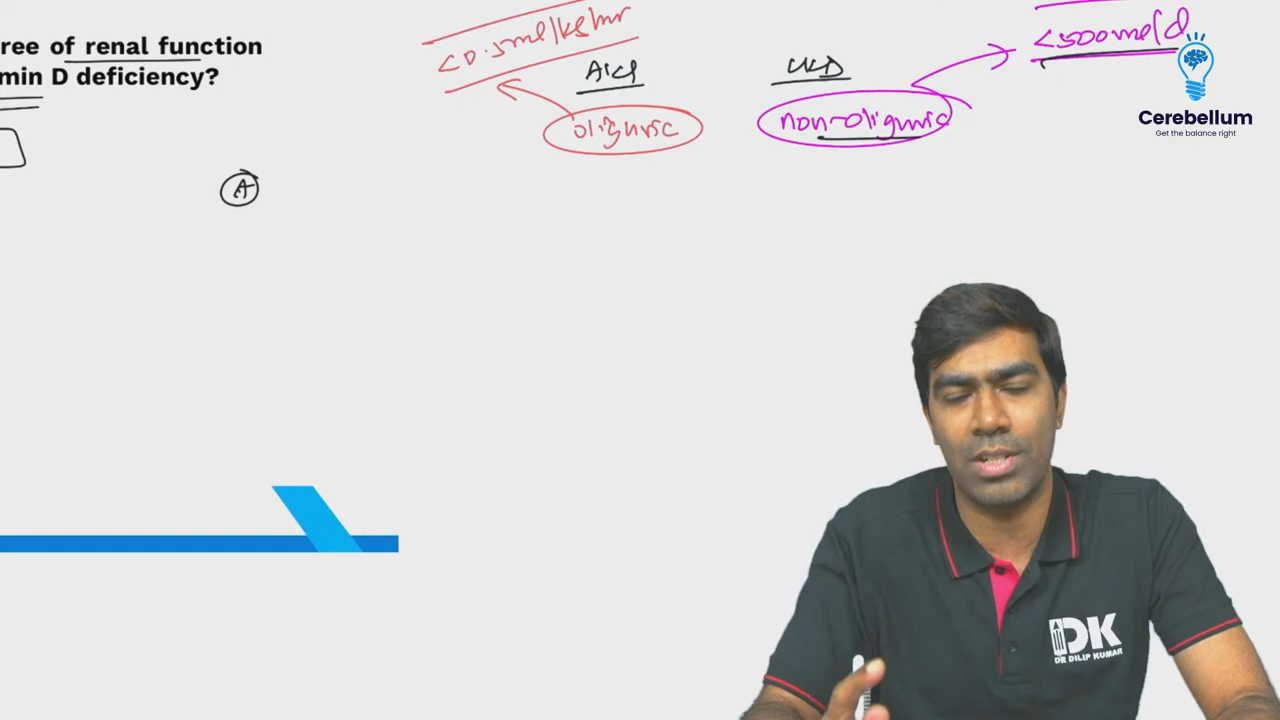 ree of renal function
min D deficiency?
<0.5ml/kg/hr
AKI
oliguric
CKD
non-oliguric
<500ml/d
A
Cerebellum
Get the balance right
DK
DR DILIP KUMAR